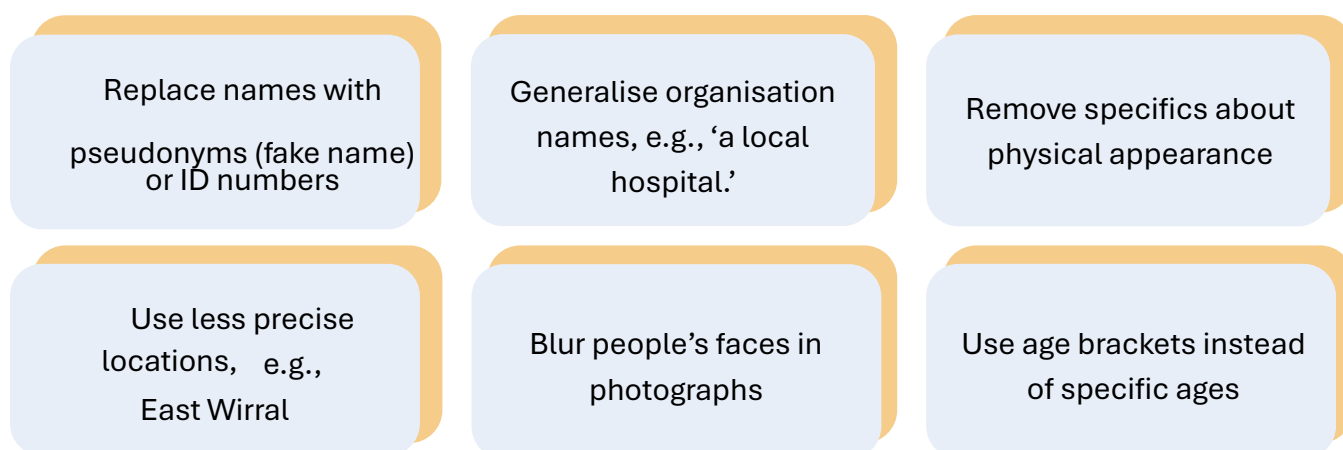 Replace names with
pseudonyms (fake name)
or ID numbers
Generalise organisation
names, e.g., ‘a local
hospital.’
Remove specifics about
physical appearance
Use less precise
locations, e.g.,
East Wirral
Blur people’s faces in
photographs
Use age brackets instead
of specific ages